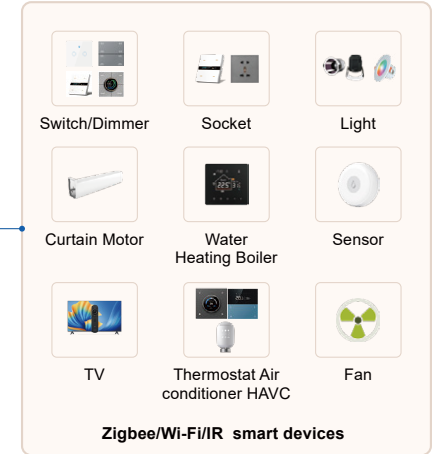 Switch/Dimmer
Socket
Light
Curtain Motor
Water
Heating Boiler
Sensor
TV
Thermostat Air
conditioner HAVC
Fan
Zigbee/Wi-Fi/IR smart devices